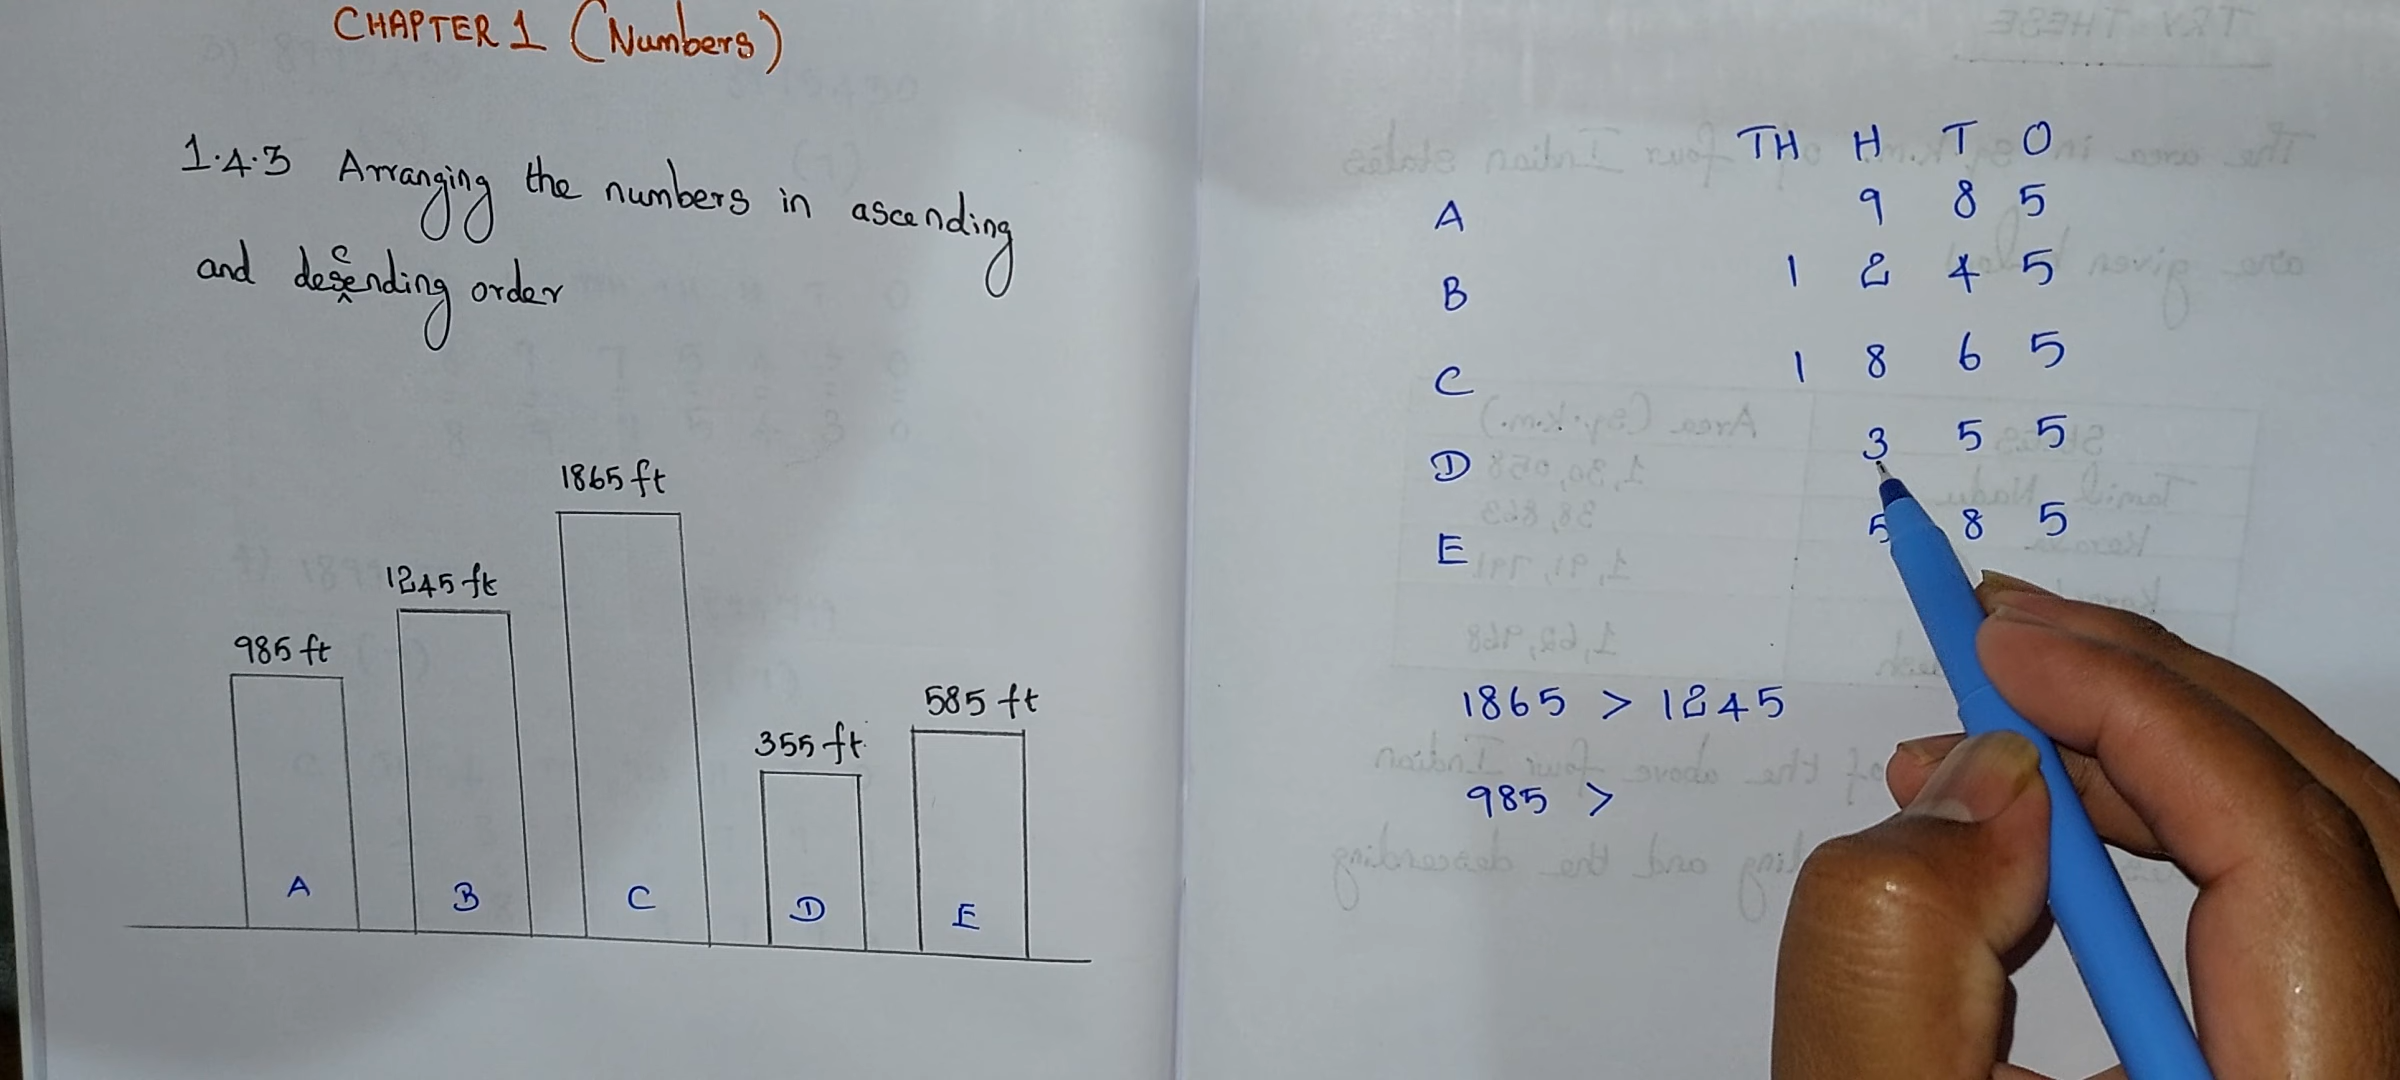 CHAPTER 1 (Numbers)
1.4.3 Arranging the numbers in ascending
and descending order
1865 ft
1245 ft
985 ft
585 ft
355 ft
A B C D E
TH H T O
A 9 8 5
B 1 2 4 5
C 1 8 6 5
D 3 5 5
E 5 8 5
1865 > 1245
985 >